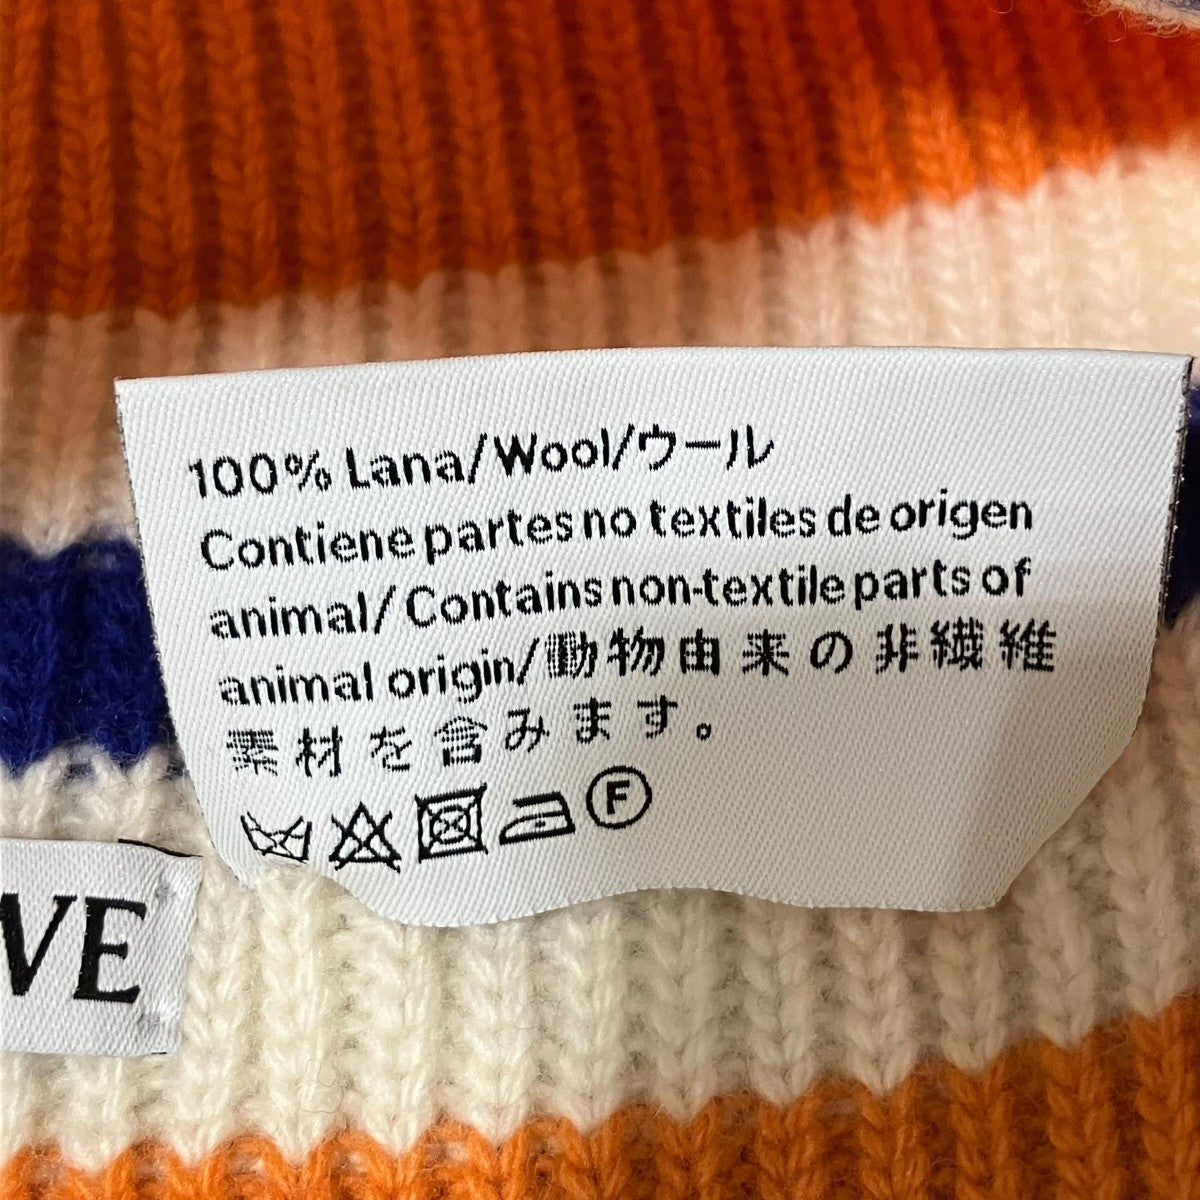 100% Lana/Wool/ウール
Contiene partes no textiles de origen
animal/Contains non-textile parts of
animal origin/動物由来の非繊維
素材を含みます。
F
WE